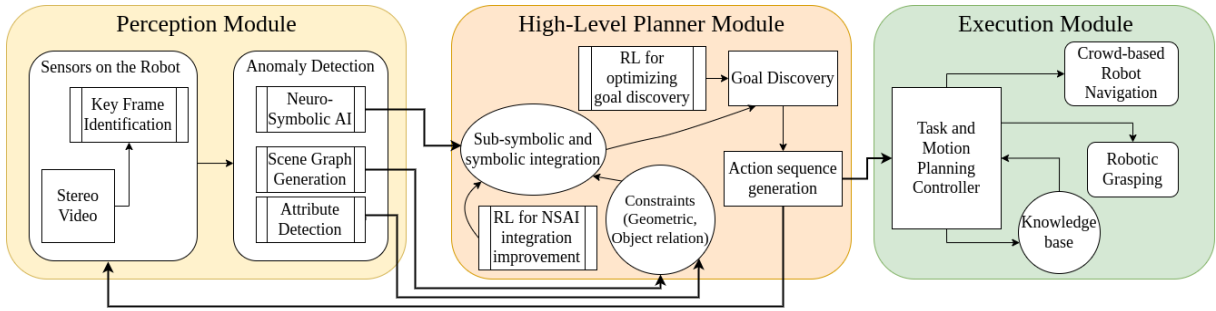 Perception Module
Sensors on the Robot
Key Frame
Identification
Stereo
Video
Anomaly Detection
Neuro-
Symbolic AI
Scene Graph
Generation
Attribute
Detection
High-Level Planner Module
RL for
optimizing
goal discovery
Goal Discovery
Sub-symbolic and
symbolic integration
Action sequence
generation
Constraints
(Geometric,
Object relation)
RL for NSAI
integration
improvement
Execution Module
Crowd-based
Robot
Navigation
Task and
Motion
Planning
Controller
Robotic
Grasping
Knowledge
base